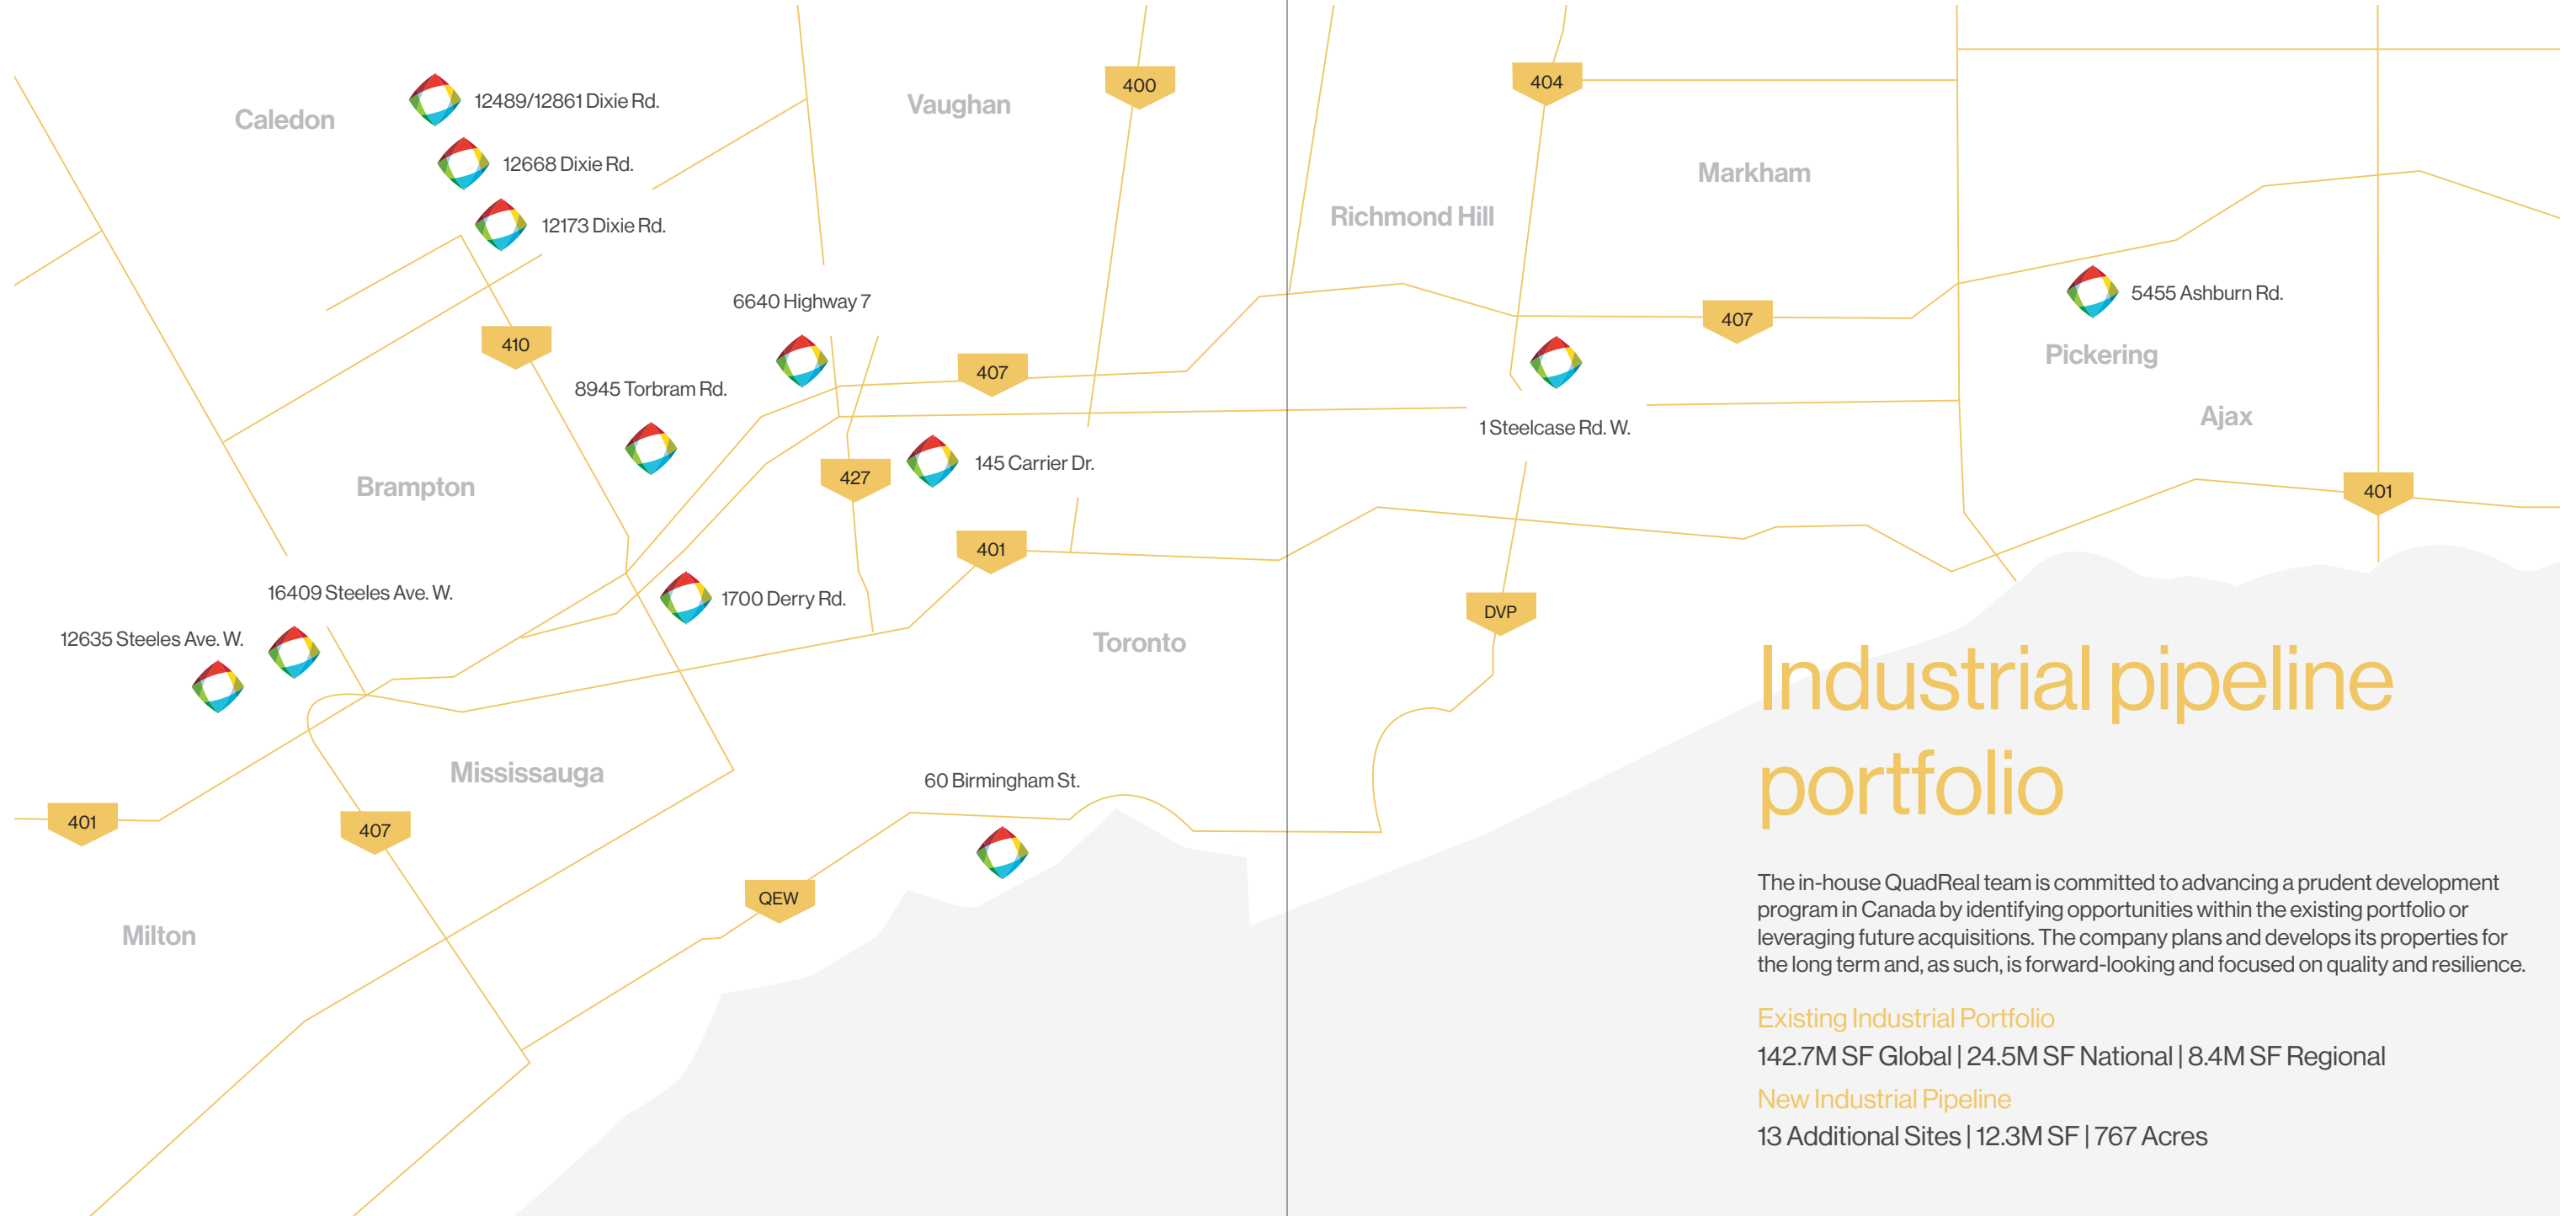 400
404
12489/12861 Dixie Rd.
Vaughan
Caledon
12668 Dixie Rd.
Markham
Richmond Hill
12173 Dixie Rd.
6640 Highway 7
5455 Ashburn Rd.
407
410
Pickering
407
8945 Torbram Rd.
Ajax
1 Steelcase Rd. W.
145 Carrier Dr.
427
Brampton
401
401
16409 Steeles Ave. W.
1700 Derry Rd.
DVP
12635 Steeles Ave. W.
Toronto
Mississauga
60 Birmingham St.
401
407
QEW
Milton
Industrial pipeline
portfolio
The in-house QuadReal team is committed to advancing a prudent development
program in Canada by identifying opportunities within the existing portfolio or
leveraging future acquisitions. The company plans and develops its properties for
the long term and, as such, is forward-looking and focused on quality and resilience.
Existing Industrial Portfolio
142.7M SF Global | 24.5M SF National | 8.4M SF Regional
New Industrial Pipeline
13 Additional Sites | 12.3M SF | 767 Acres